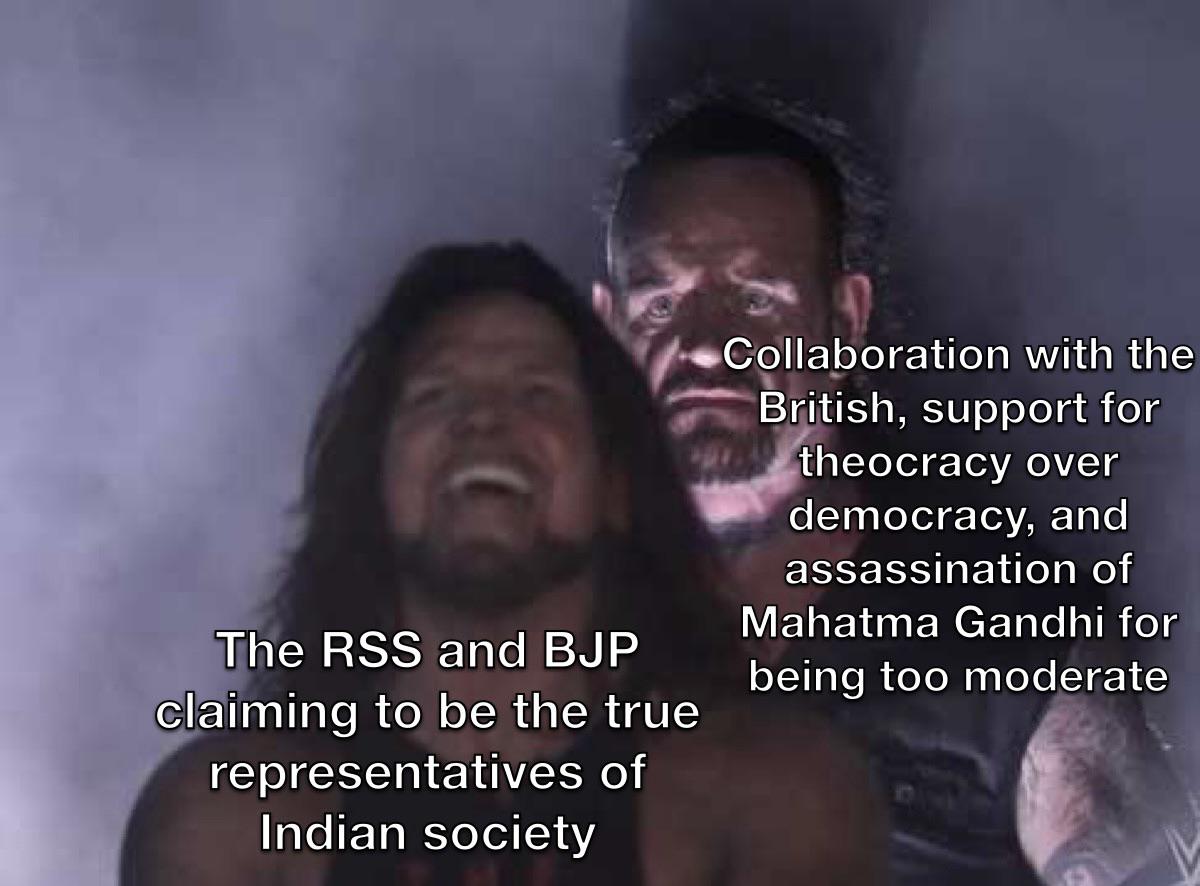 The RSS and BJP
claiming to be the true
representatives of
Indian society
Collaboration with the
British, support for
theocracy over
democracy, and
assassination of
Mahatma Gandhi for
being too moderate